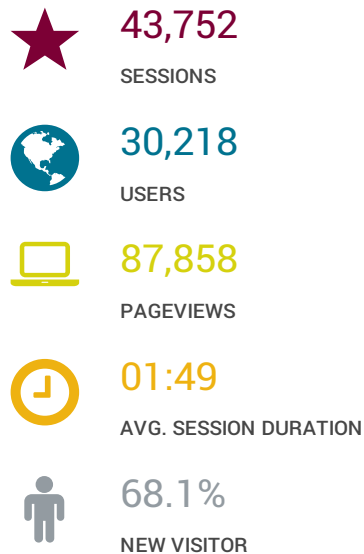 43,752
SESSIONS
30,218
USERS
87,858
PAGEVIEWS
01:49
AVG. SESSION DURATION
68.1%
NEW VISITOR